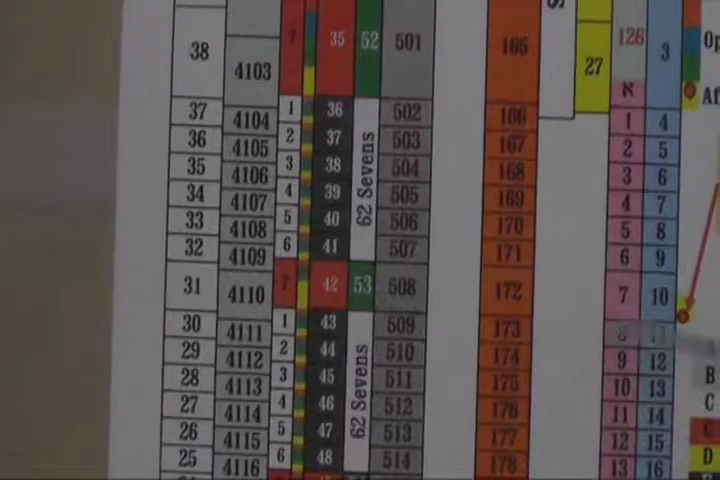 38 4103 7 35 52 501 165 27 126 3 Op
א Af
37 4104 1 36 502 166 1 4
36 4105 2 37 503 167 2 5
35 4106 3 38 504 168 3 6
34 4107 4 39 62 Sevens 505 169 4 7
33 4108 5 40 506 170 5 8
32 4109 6 41 507 171 6 9
31 4110 7 42 53 508 172 7 10
30 4111 1 43 509 173 8 11
29 4112 2 44 510 174 9 12
28 4113 3 45 511 175 10 13 B
27 4114 4 46 62 Sevens 512 176 11 14 C
26 4115 5 47 513 177 12 15 C
25 4116 6 48 514 178 13 16 D